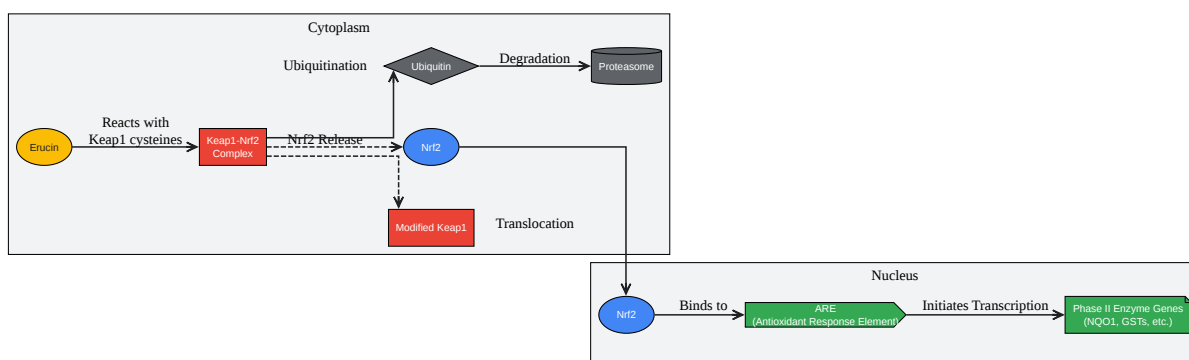 Cytoplasm
Ubiquitination
Ubiquitin
Degradation
Proteasome
Reacts with
Keap1 cysteines
Erucin
Keap1-Nrf2
Complex
Nrf2 Release
Nrf2
Modified Keap1
Translocation
Nucleus
Nrf2
Binds to
ARE
(Antioxidant Response Element)
Initiates Transcription
Phase II Enzyme Genes
(NQO1, GSTs, etc.)